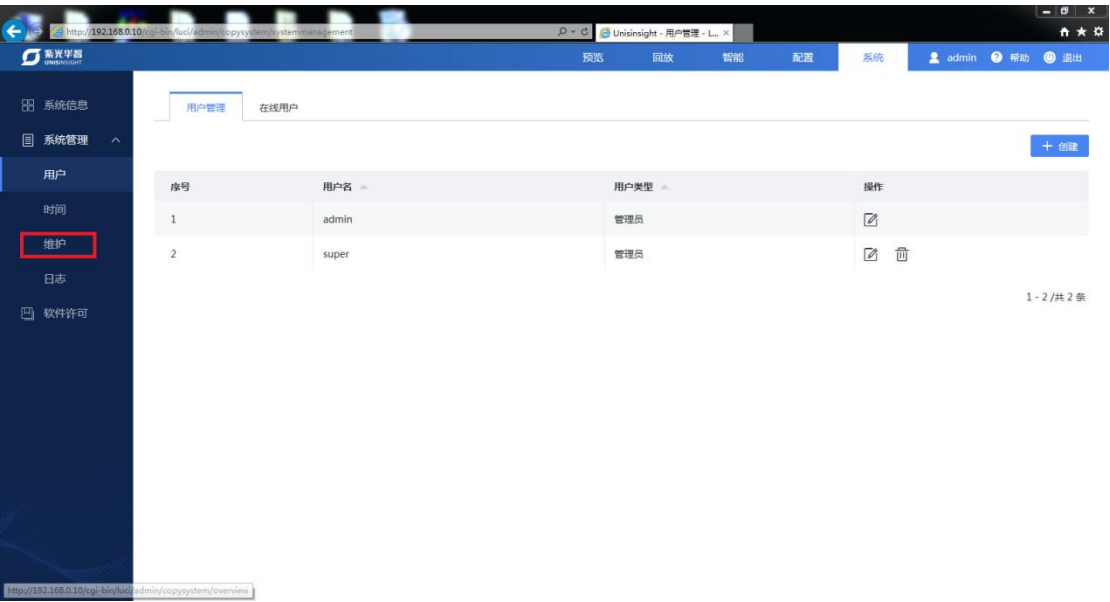 http://192.168.0.10/cgi-bin/luci/admin/copysystem/systemmanagement
Unisinsight - 用户管理 - L...
紫光华智
UNISINSIGHT
预览 回放 智能 配置 系统 admin 帮助 退出
系统信息
系统管理
用户
时间
维护
日志
软件许可
用户管理 在线用户
创建
序号 用户名 用户类型 操作
1 admin 管理员
2 super 管理员
1 - 2 /共 2 条
http://192.168.0.10/cgi-bin/luci/admin/copysystem/overview